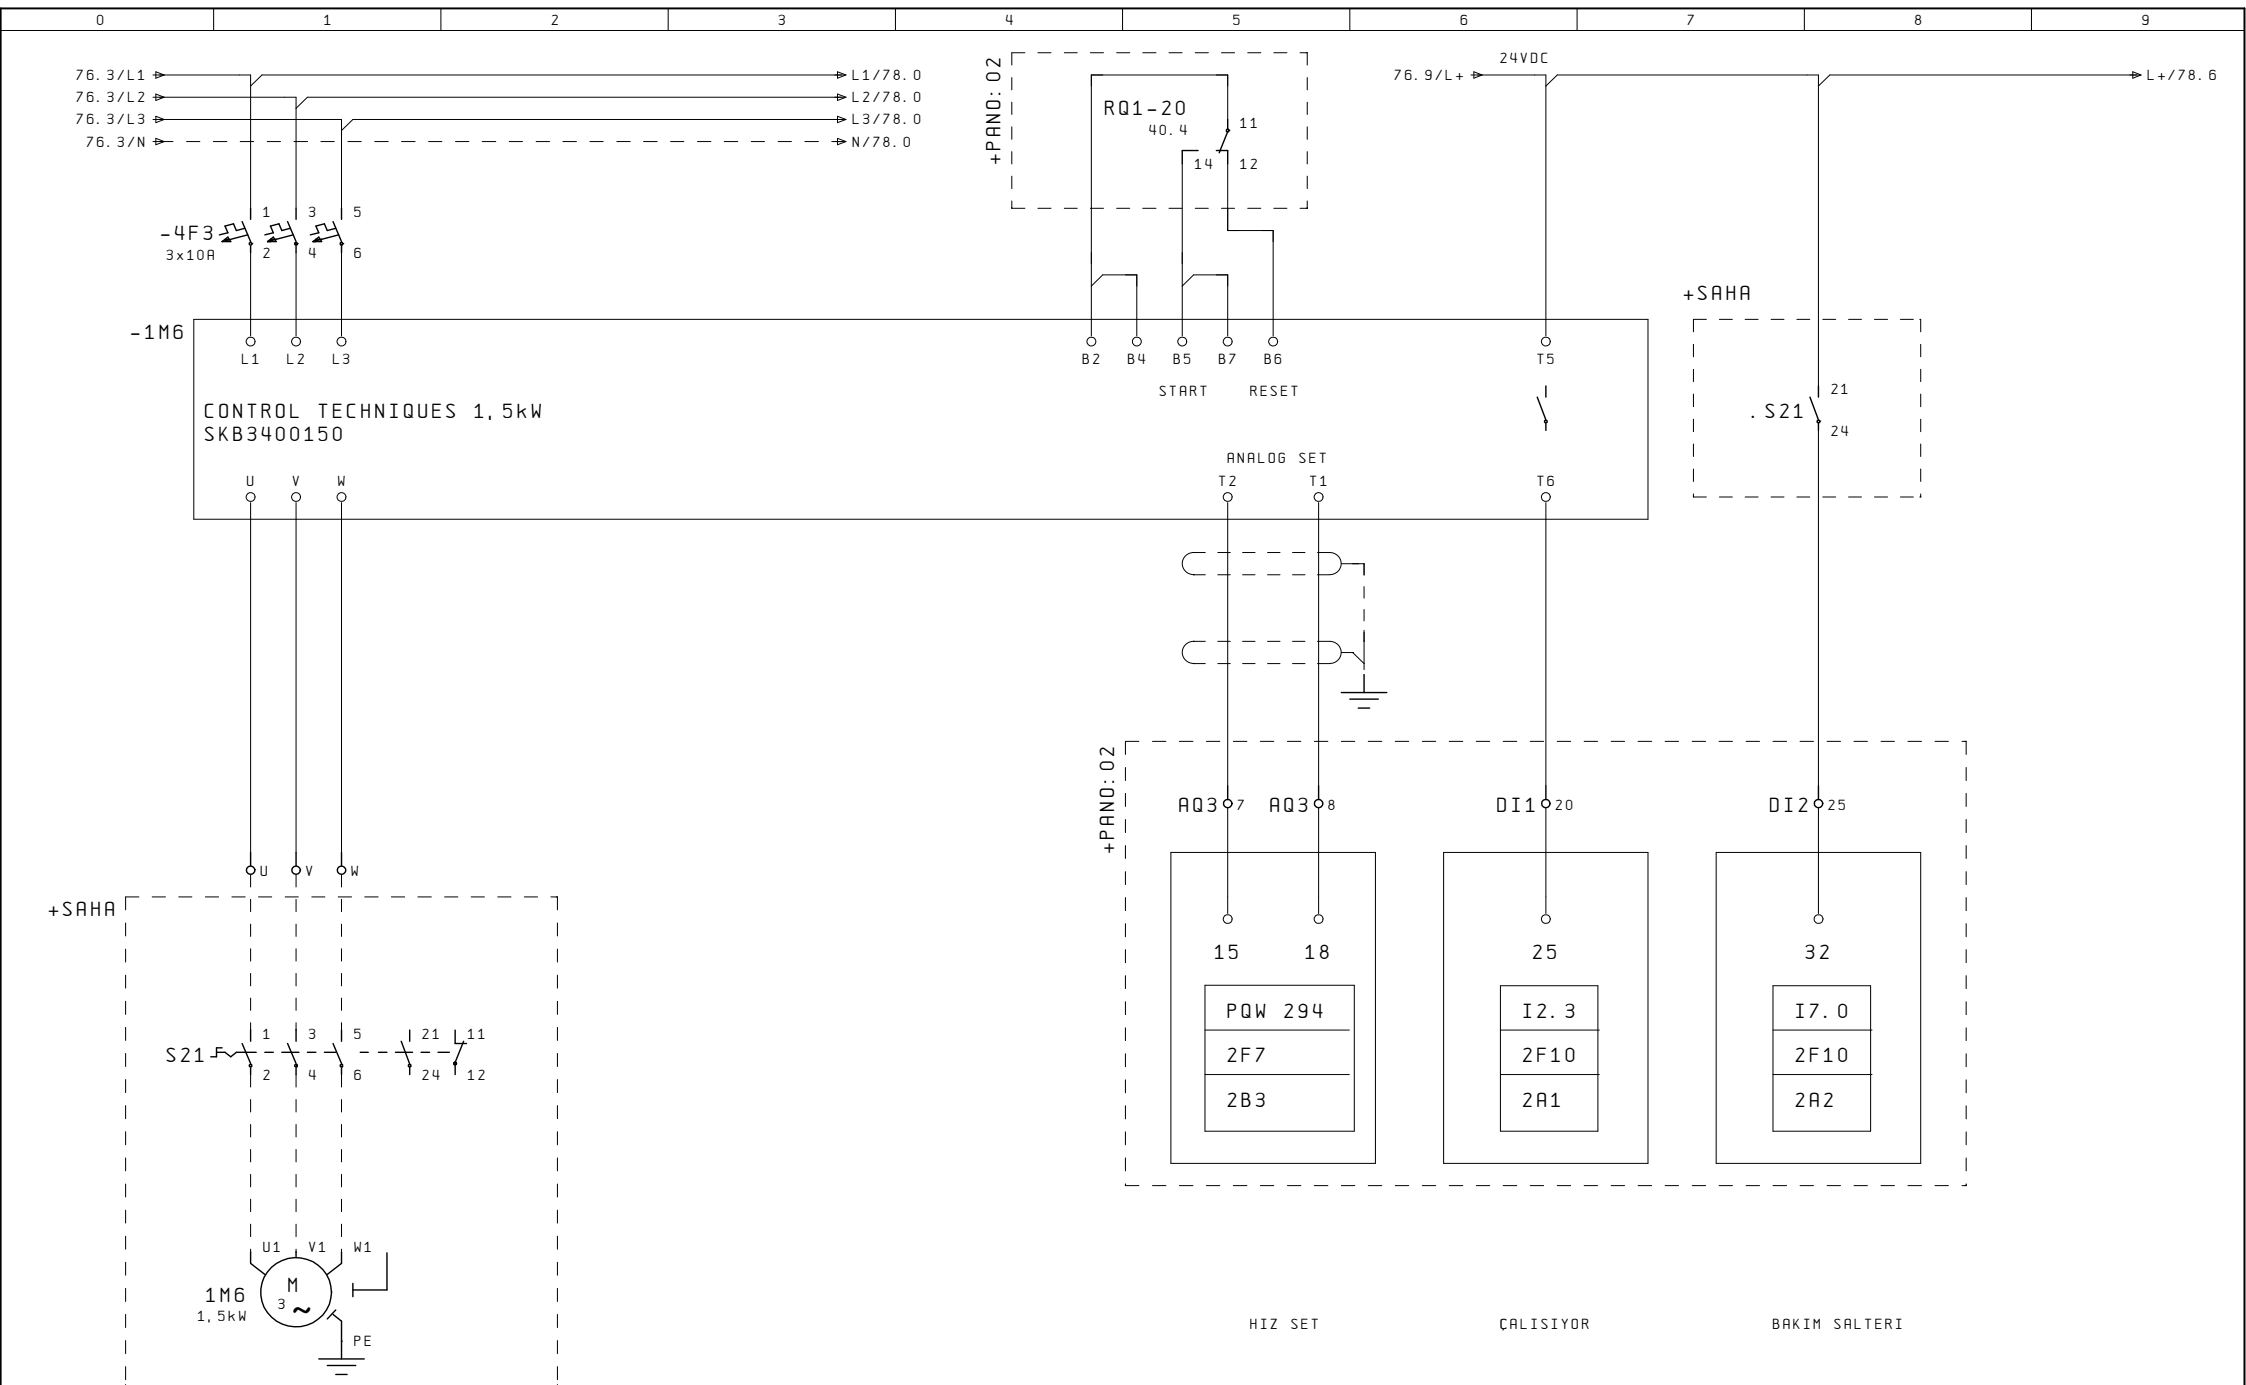 0 1 2 3 4 5 6 7 8 9
24VDC
76.3/L1 L1/78.0 76.9/L+ L+/78.6
76.3/L2 L2/78.0
76.3/L3 L3/78.0
76.3/N N/78.0
+PANO:02
RQ1-20
40.4
11
14 12
-4F3
3x10A
1 3 5
2 4 6
+SAHA
-1M6
L1 L2 L3 B2 B4 B5 B7 B6 T5
START RESET
CONTROL TECHNIQUES 1,5kW
SKB3400150
.S21
21
24
ANALOG SET
U V W T2 T1 T6
+PANO:02
AQ3 7 AQ3 8 DI1 20 DI2 25
U V W
+SAHA
15 18 25 32
PQW 294 I2.3 I7.0
2F7 2F10 2F10
2B3 2A1 2A2
S21
1 3 5 21 11
2 4 6 24 12
U1 V1 W1
1M6
1,5kW
M
3 ~
PE
HIZ SET ÇALISIYOR BAKIM SALTERI